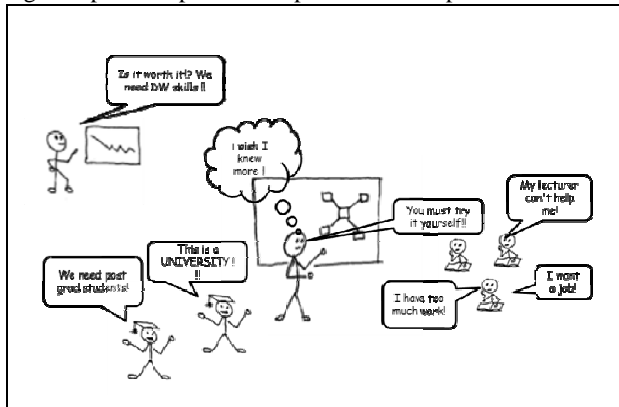 Is it worth it!? We
need DW skills !!
I wish I
knew
more !
My lecturer
can't help
me!
You must try
it yourself!!
This is a
UNIVERSITY !
!!
We need post
grad students!
I want
a job!
I have too
much work!